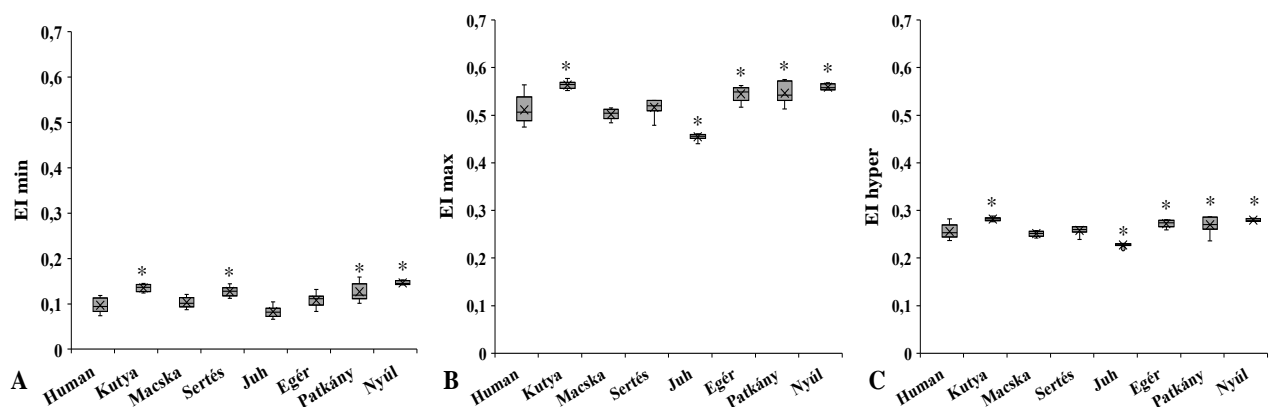 0,7
0,6
0,5
0,4
0,3
0,2
0,1
0
EI min
* * * *
Human Kutya Macska Sertés Juh Egér Patkány Nyúl
A
0,7
0,6
0,5
0,4
0,3
0,2
0,1
0
EI max
* * * * *
Human Kutya Macska Sertés Juh Egér Patkány Nyúl
B
0,7
0,6
0,5
0,4
0,3
0,2
0,1
0
EI hyper
* * * * *
Human Kutya Macska Sertés Juh Egér Patkány Nyúl
C